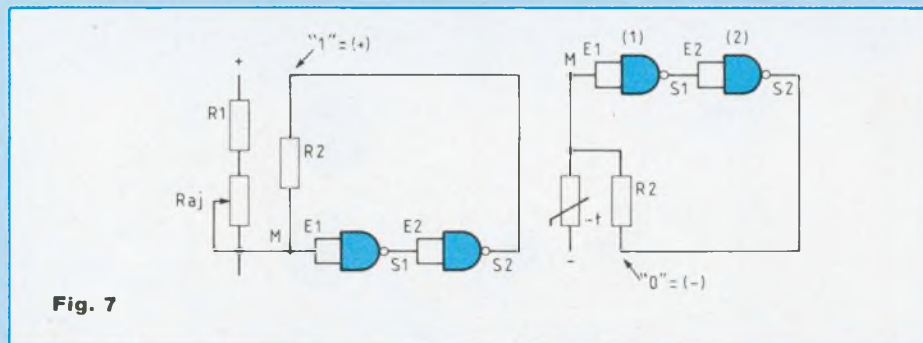 "1" = (+)
+
R1
Raj
R2
M
E1
S1
E2
S2
M
E1
(1)
S1
E2
(2)
S2
-t
R2
-
"0" = (-)
Fig. 7